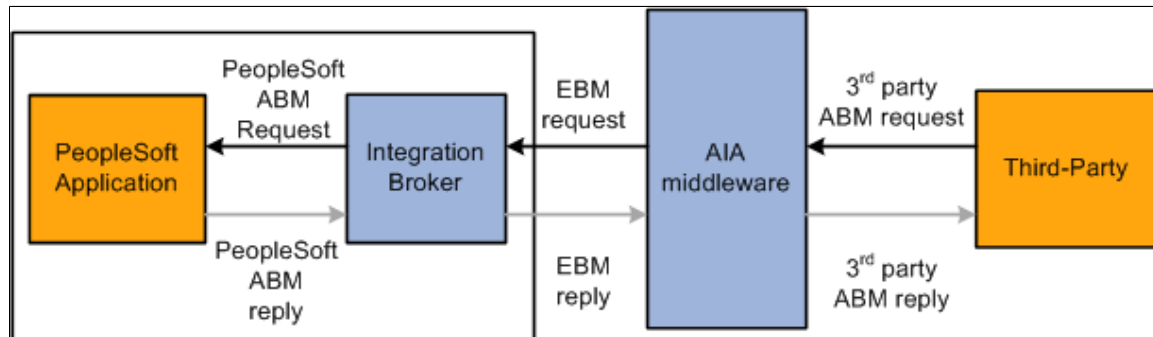 PeopleSoft
ABM
Request
EBM
request
3rd party
ABM request
PeopleSoft
Application
Integration
Broker
AIA
middleware
Third-Party
PeopleSoft
ABM
reply
EBM
reply
3rd party
ABM reply